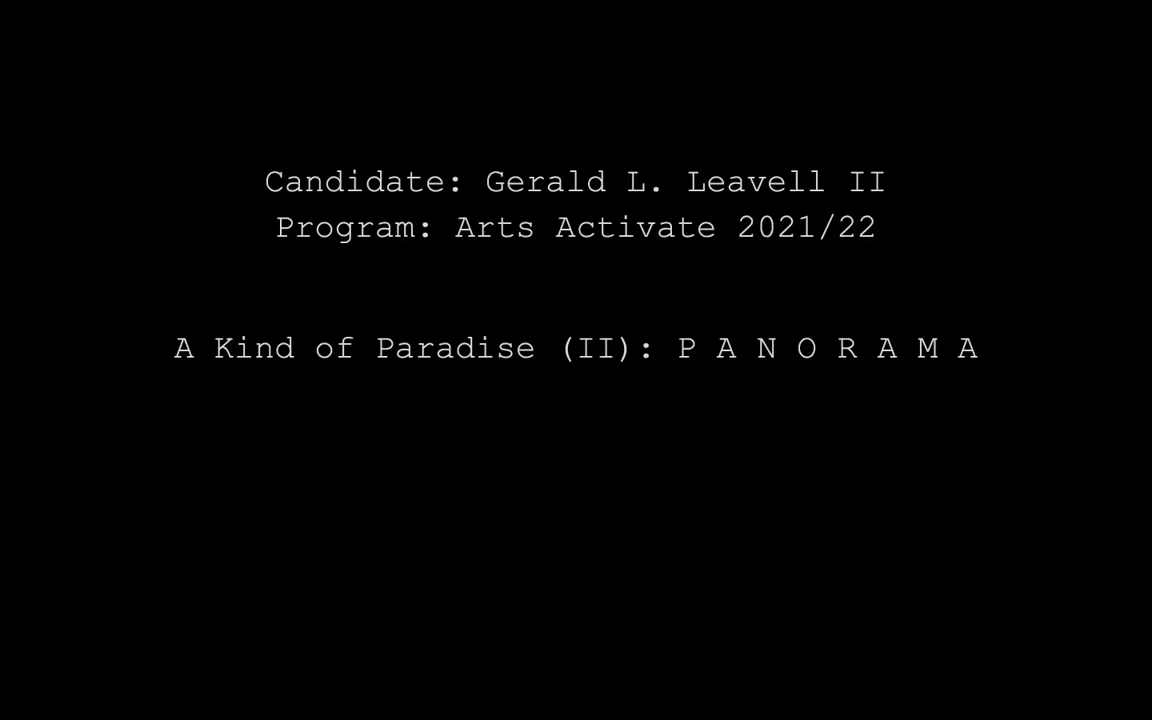 Candidate: Gerald L. Leavell II
Program: Arts Activate 2021/22
A Kind of Paradise (II): P A N O R A M A